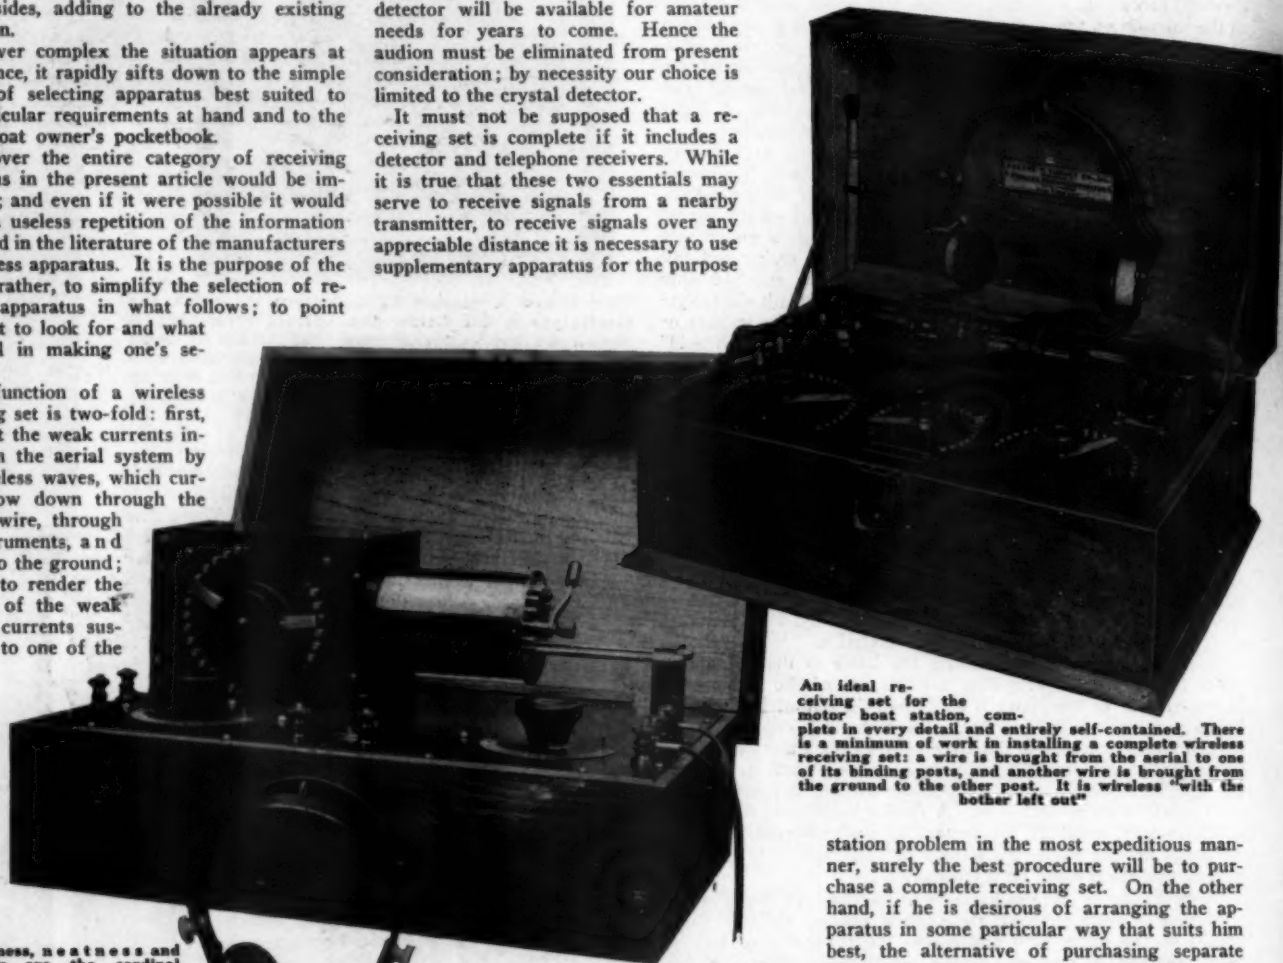 sides, adding to the already existing
n.
ver complex the situation appears at
nce, it rapidly sifts down to the simple
of selecting apparatus best suited to
icular requirements at hand and to the
oat owner's pocketbook.
over the entire category of receiving
us in the present article would be im-
; and even if it were possible it would
useless repetition of the information
d in the literature of the manufacturers
ess apparatus. It is the purpose of the
rather, to simplify the selection of re-
apparatus in what follows; to point
t to look for and what
l in making one's se-
function of a wireless
g set is two-fold: first,
t the weak currents in-
n the aerial system by
eless waves, which cur-
ow down through the
wire, through
ruments, and
o the ground;
to render the
of the weak
currents sus-
to one of the
detector will be available for amateur
needs for years to come. Hence the
audion must be eliminated from present
consideration; by necessity our choice is
limited to the crystal detector.
It must not be supposed that a re-
ceiving set is complete if it includes a
detector and telephone receivers. While
it is true that these two essentials may
serve to receive signals from a nearby
transmitter, to receive signals over any
appreciable distance it is necessary to use
supplementary apparatus for the purpose
An ideal re-
ceiving set for the
motor boat station, com-
plete in every detail and entirely self-contained. There
is a minimum of work in installing a complete wireless
receiving set: a wire is brought from the aerial to one
of its binding posts, and another wire is brought from
the ground to the other post. It is wireless "with the
bother left out"
station problem in the most expeditious man-
ner, surely the best procedure will be to pur-
chase a complete receiving set. On the other
hand, if he is desirous of arranging the ap-
paratus in some particular way that suits him
best, the alternative of purchasing separate
ness, neatness and
are the cardinal